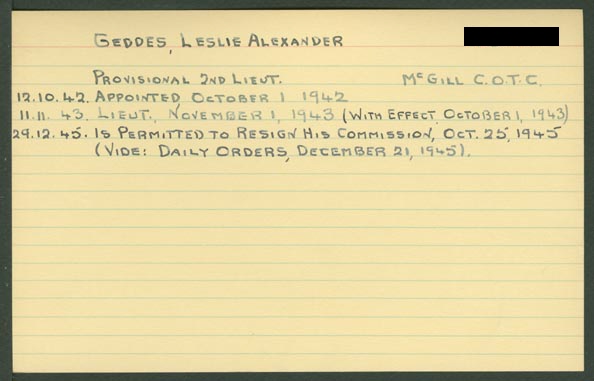 GEDDES, LESLIE ALEXANDER
PROVISIONAL 2ND LIEUT. McGILL C.O.T.C.
12.10.42. APPOINTED OCTOBER 1 1942
11.11.43. LIEUT., NOVEMBER 1, 1943 (WITH EFFECT OCTOBER 1, 1943)
29.12.45. IS PERMITTED TO RESIGN HIS COMMISSION, OCT. 25, 1945
(VIDE: DAILY ORDERS, DECEMBER 21, 1945).